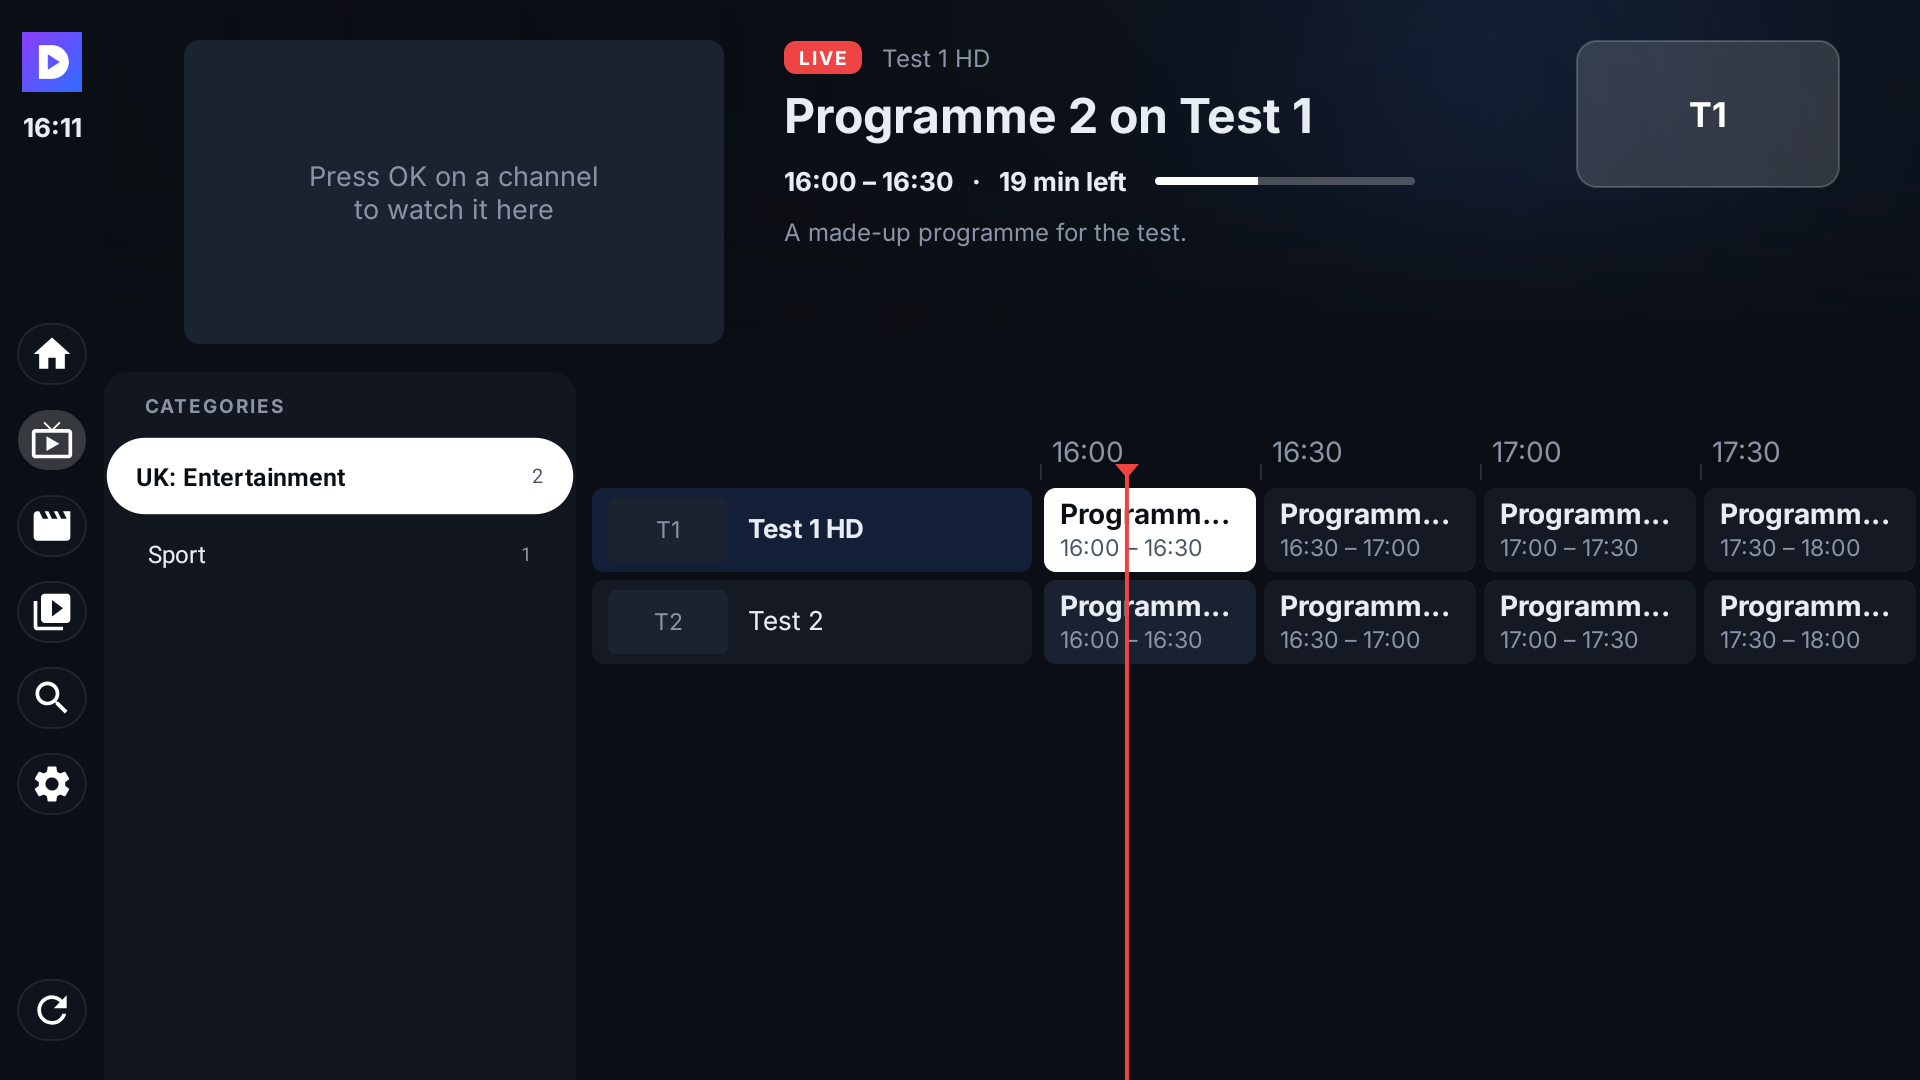 16:11
Press OK on a channel
to watch it here
LIVE Test 1 HD
Programme 2 on Test 1
16:00 – 16:30 · 19 min left
A made-up programme for the test.
T1
CATEGORIES
UK: Entertainment 2
Sport 1
16:00 16:30 17:00 17:30
T1 Test 1 HD
Programm... Programm... Programm... Programm...
16:00 – 16:30 16:30 – 17:00 17:00 – 17:30 17:30 – 18:00
T2 Test 2
Programm... Programm... Programm... Programm...
16:00 – 16:30 16:30 – 17:00 17:00 – 17:30 17:30 – 18:00